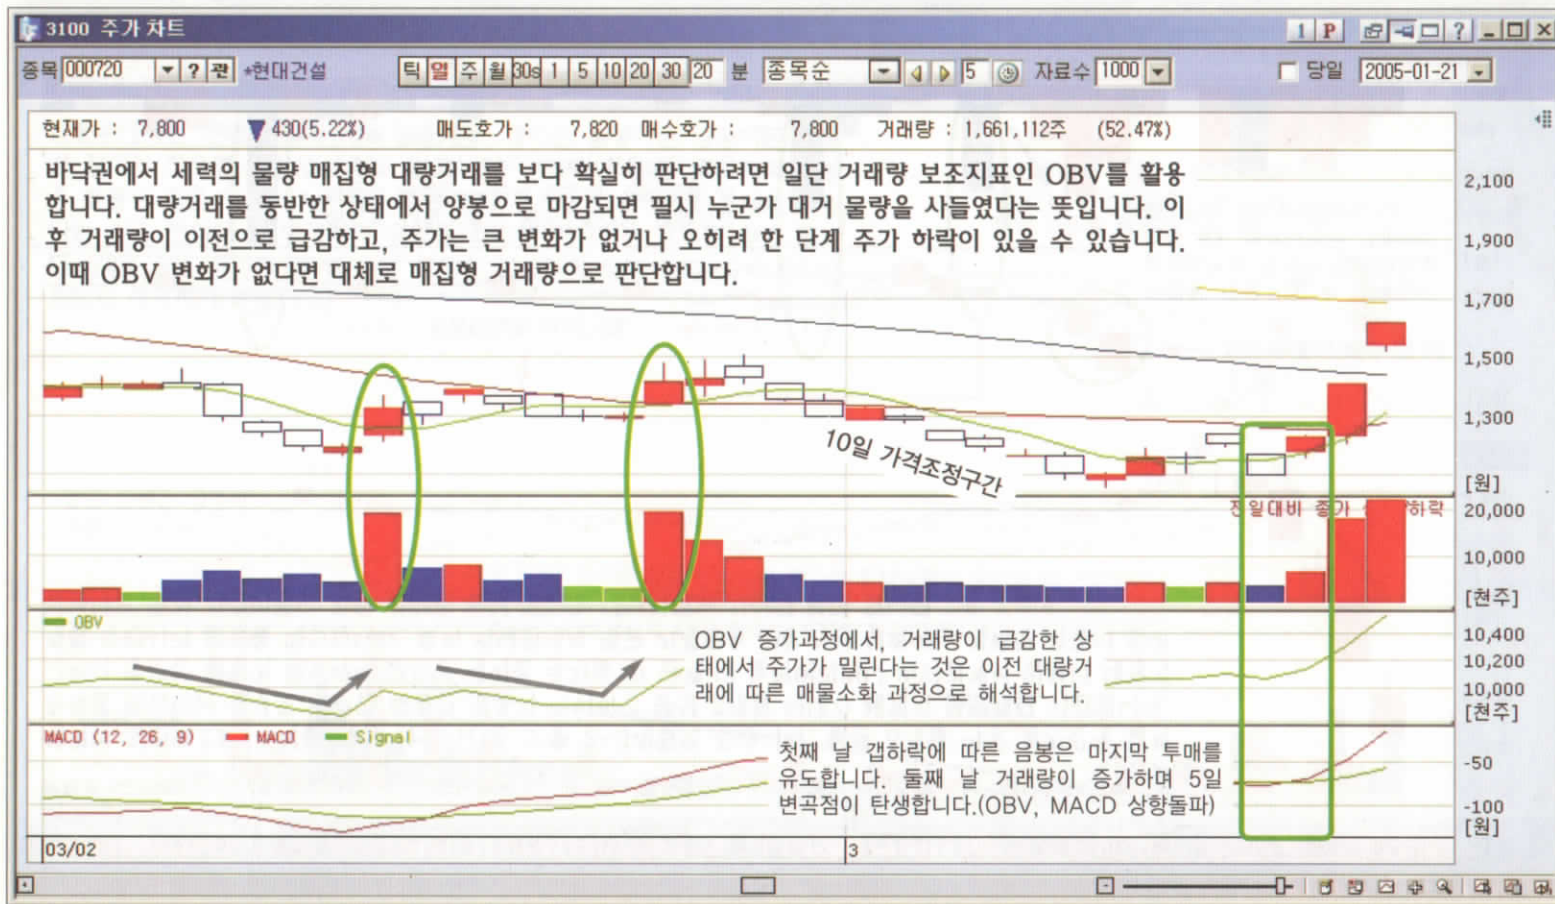 3100 주가 차트
1 P ?
종목 000720 ? 관 *현대건설 틱 일 주 월 30s 1 5 10 20 30 20 분 종목순 5 자료수 1000 당일 2005-01-21
현재가 : 7,800 ▼ 430(5.22%) 매도호가 : 7,820 매수호가 : 7,800 거래량 : 1,661,112주 (52.47%)
바닥권에서 세력의 물량 매집형 대량거래를 보다 확실히 판단하려면 일단 거래량 보조지표인 OBV를 활용
합니다. 대량거래를 동반한 상태에서 양봉으로 마감되면 필시 누군가 대거 물량을 사들였다는 뜻입니다. 이
후 거래량이 이전으로 급감하고, 주가는 큰 변화가 없거나 오히려 한 단계 주가 하락이 있을 수 있습니다.
이때 OBV 변화가 없다면 대체로 매집형 거래량으로 판단합니다.
2,100
1,900
1,700
1,500
1,300
[원]
10일 가격조정구간
전일대비 종가 하락
20,000
10,000
[천주]
OBV
OBV 증가과정에서, 거래량이 급감한 상
태에서 주가가 밀린다는 것은 이전 대량거
래에 따른 매물소화 과정으로 해석합니다.
10,400
10,200
10,000
[천주]
MACD (12, 26, 9) MACD Signal
첫째 날 갭하락에 따른 음봉은 마지막 투매를
유도합니다. 둘째 날 거래량이 증가하며 5일
변곡점이 탄생합니다.(OBV, MACD 상향돌파)
-50
-100
[원]
03/02 3